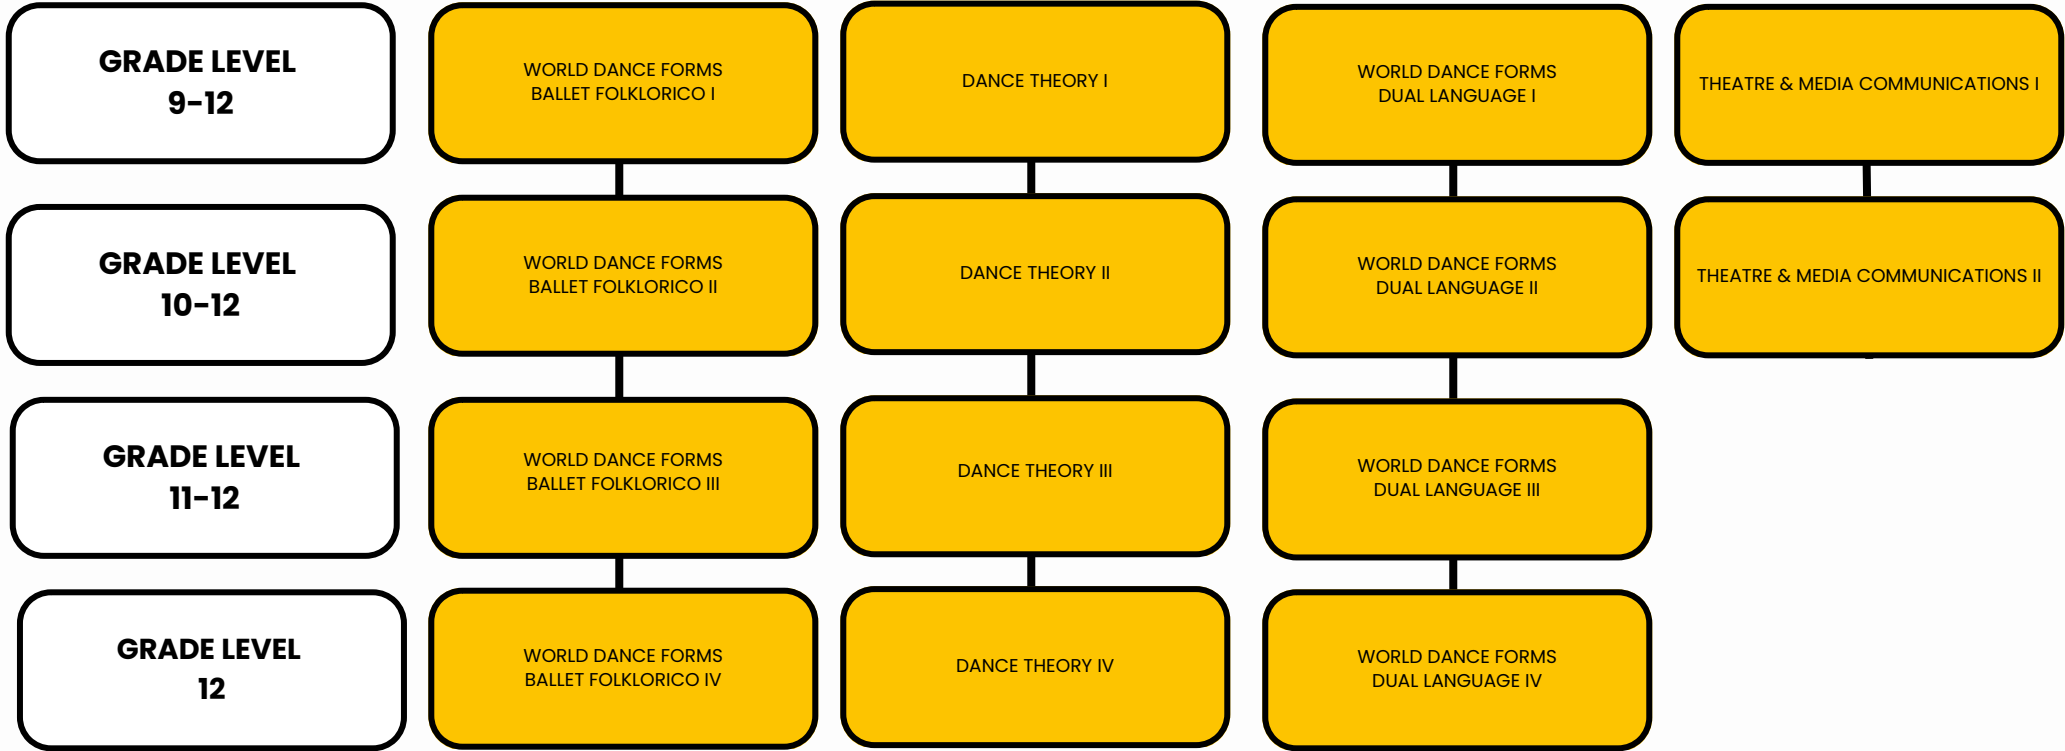 GRADE LEVEL
9-12
WORLD DANCE FORMS
BALLET FOLKLORICO I
DANCE THEORY I
WORLD DANCE FORMS
DUAL LANGUAGE I
THEATRE & MEDIA COMMUNICATIONS I
GRADE LEVEL
10-12
WORLD DANCE FORMS
BALLET FOLKLORICO II
DANCE THEORY II
WORLD DANCE FORMS
DUAL LANGUAGE II
THEATRE & MEDIA COMMUNICATIONS II
GRADE LEVEL
11-12
WORLD DANCE FORMS
BALLET FOLKLORICO III
DANCE THEORY III
WORLD DANCE FORMS
DUAL LANGUAGE III
GRADE LEVEL
12
WORLD DANCE FORMS
BALLET FOLKLORICO IV
DANCE THEORY IV
WORLD DANCE FORMS
DUAL LANGUAGE IV